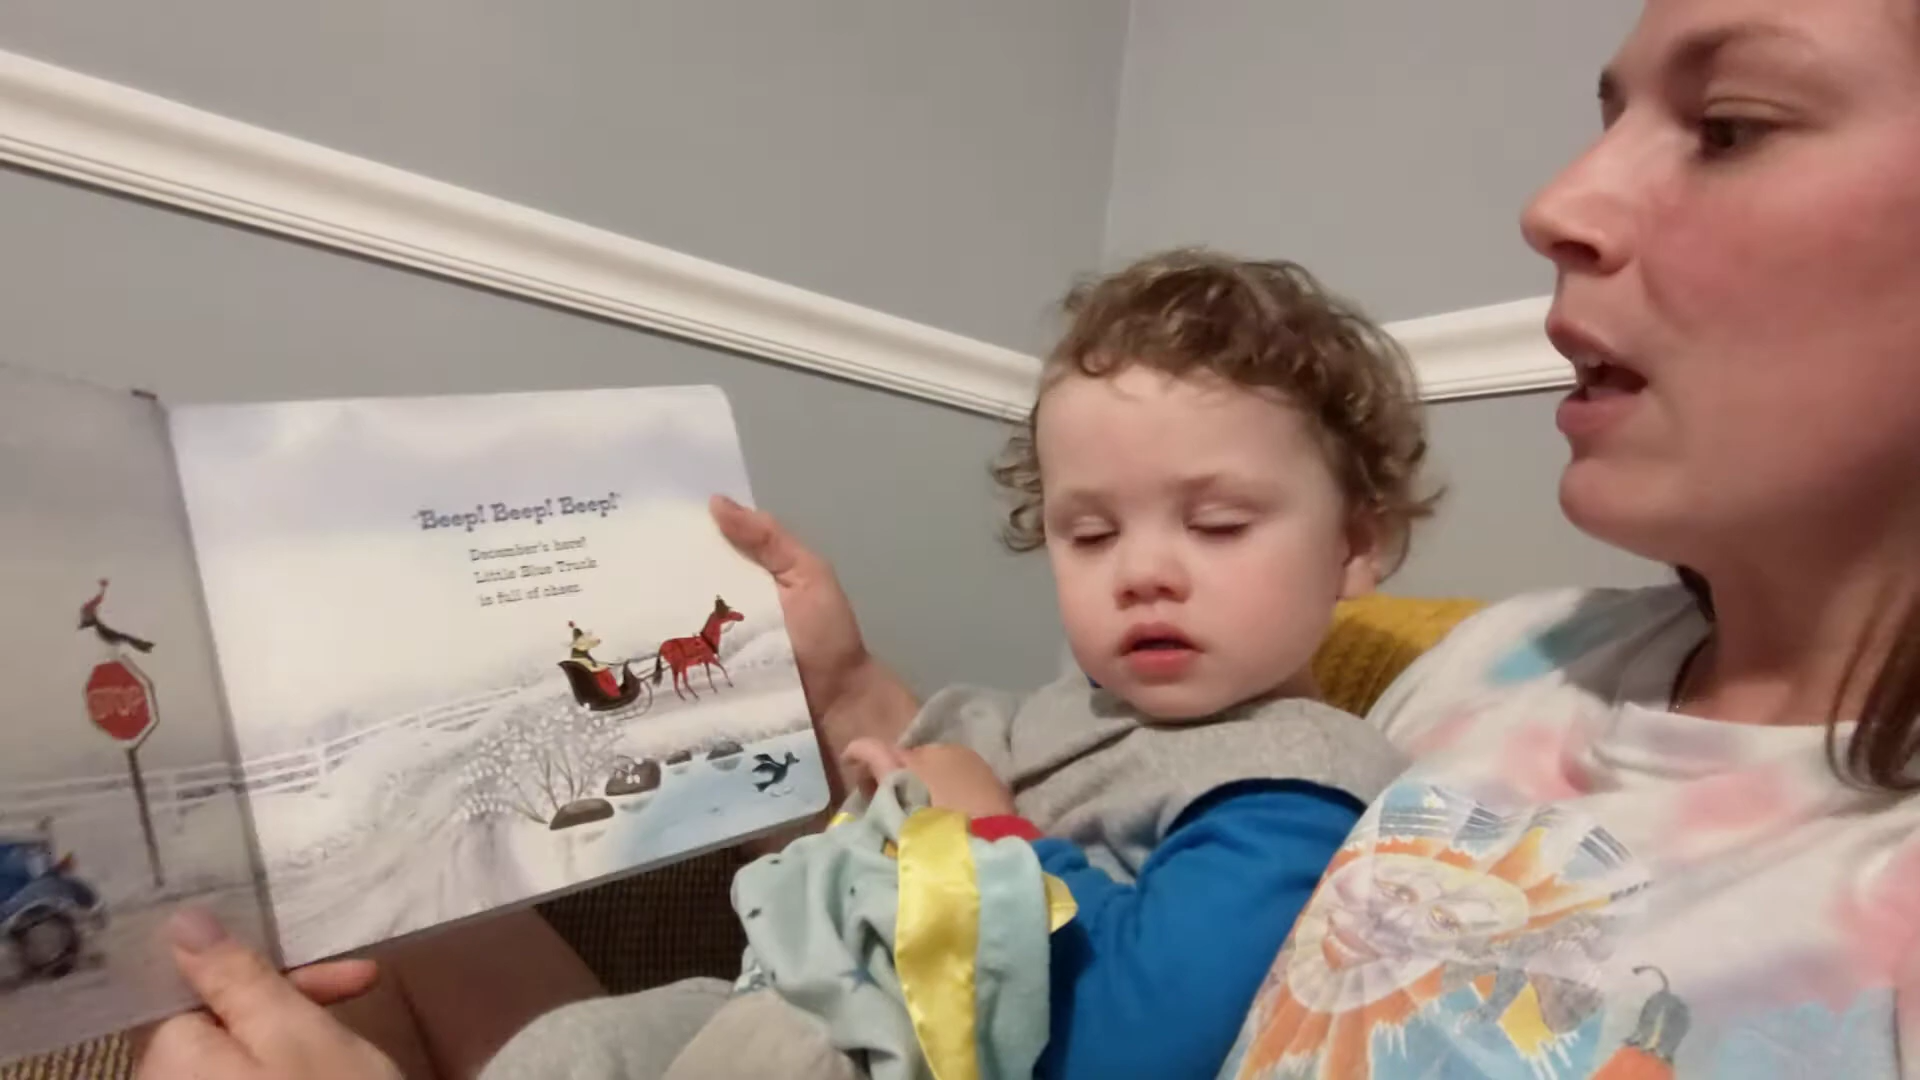 STOP
"Beep! Beep! Beep!"
December's here!
Little Blue Truck
is full of cheer.